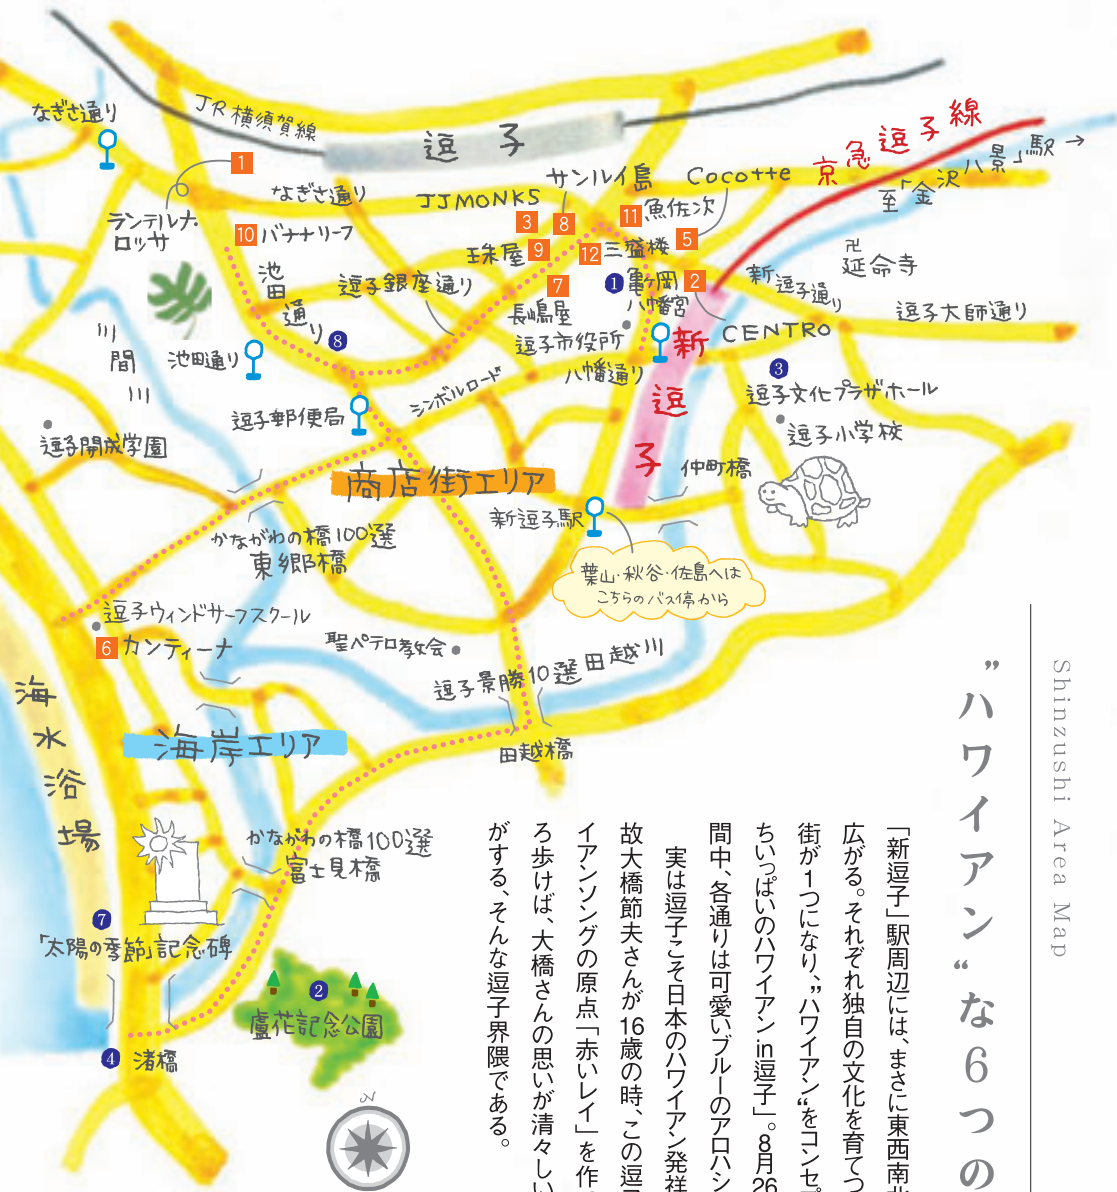 なぎさ通り
JR横須賀線
逗子
京急逗子線
至「金沢八景」駅→
1
ランテルナ・
ロッサ
なぎさ通り
JJMONKS
サンルイ島
Cocotte
3
8
11
魚佐次
10
バナナリーフ
珠屋
9
12
三盛楼
5
卍
延命寺
池田通り
逗子銀座通り
7
長嶋屋
1
亀岡
八幡宮
2
新逗子通り
逗子大師通り
逗子市役所
CENTRO
川間川
池田通り
8
八幡通り
新逗子
3
逗子文化プラザホール
シンボルロード
逗子郵便局
逗子小学校
逗子開成学園
商店街エリア
仲町橋
新逗子駅
かながわの橋100選
東郷橋
葉山・秋谷・佐島へは
こちらのバス停から
逗子ウィンドサーフスクール
6
カンティーナ
聖ペテロ教会
逗子景勝10選
田越川
海水浴場
海岸エリア
田越橋
かながわの橋100選
富士見橋
7
「太陽の季節」記念碑
2
蘆花記念公園
4
渚橋
N
Shinzushi Area Map
”ハワイアン“な6つの
「新逗子」駅周辺には、まさに東西南北
広がる。それぞれ独自の文化を育てつ
街が1つになり、”ハワイアン“をコンセプ
ちいっぱいのハワイアン in 逗子」。8月26
間中、各通りは可愛いブルーのアロハシ
実は逗子こそ日本のハワイアン発祥
故大橋節夫さんが16歳の時、この逗子
イアンソングの原点「赤いレイ」を作
ろ歩けば、大橋さんの思いが清々しい
がする、そんな逗子界隈である。